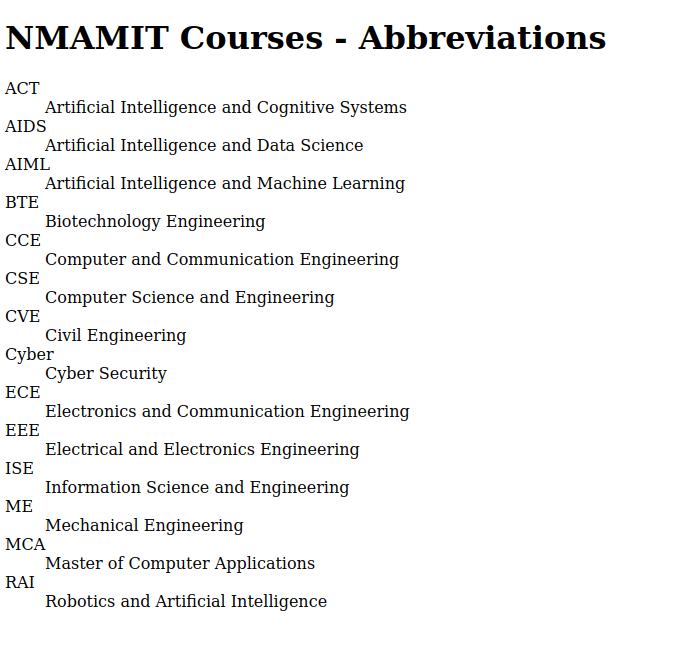 NMAMIT Courses - Abbreviations
ACT
Artificial Intelligence and Cognitive Systems
AIDS
Artificial Intelligence and Data Science
AIML
Artificial Intelligence and Machine Learning
BTE
Biotechnology Engineering
CCE
Computer and Communication Engineering
CSE
Computer Science and Engineering
CVE
Civil Engineering
Cyber
Cyber Security
ECE
Electronics and Communication Engineering
EEE
Electrical and Electronics Engineering
ISE
Information Science and Engineering
ME
Mechanical Engineering
MCA
Master of Computer Applications
RAI
Robotics and Artificial Intelligence